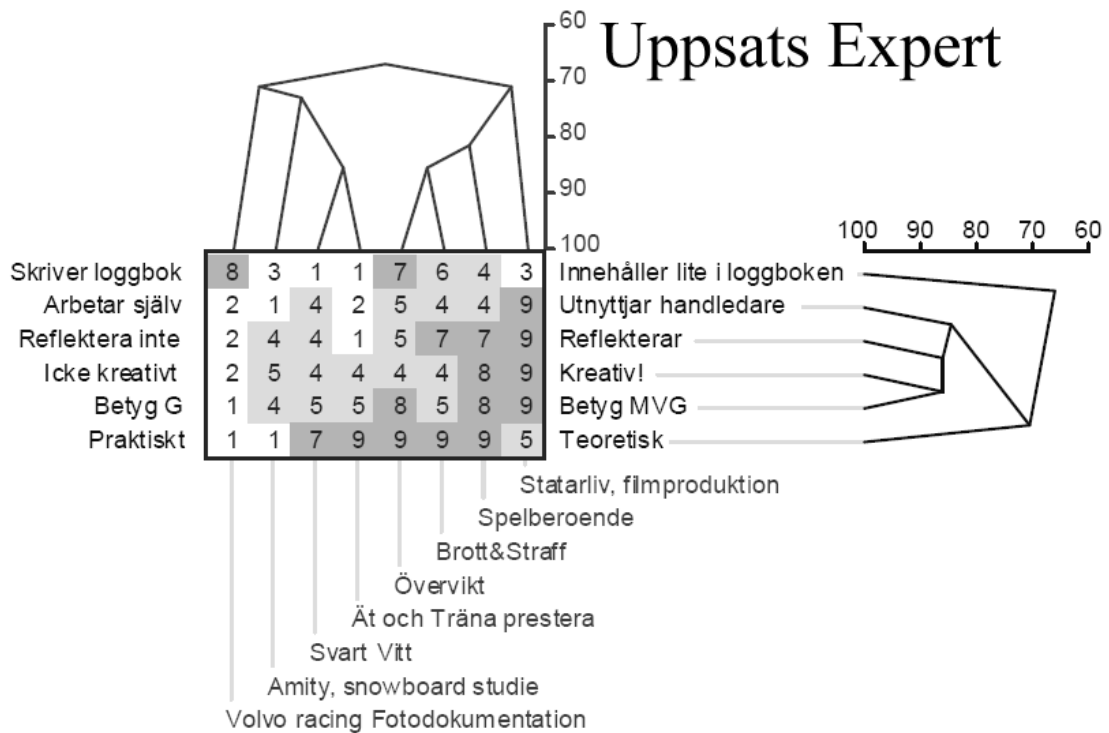 60
Uppsats Expert
70
80
90
100
100 90 80 70 60
Skriver loggbok 8 3 1 1 7 6 4 3 Innehåller lite i loggboken
Arbetar själv 2 1 4 2 5 4 4 9 Utnyttjar handledare
Reflektera inte 2 4 4 1 5 7 7 9 Reflekterar
Icke kreativt 2 5 4 4 4 4 8 9 Kreativ!
Betyg G 1 4 5 5 8 5 8 9 Betyg MVG
Praktiskt 1 1 7 9 9 9 9 5 Teoretisk
Statarliv, filmproduktion
Spelberoende
Brott&Straff
Övervikt
Ät och Träna prestera
Svart Vitt
Amity, snowboard studie
Volvo racing Fotodokumentation